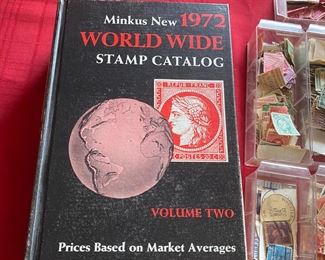 Minkus New 1972
WORLD WIDE
STAMP CATALOG
REPUB · FRANC ·
POSTES
VOLUME TWO
Prices Based on Market Averages